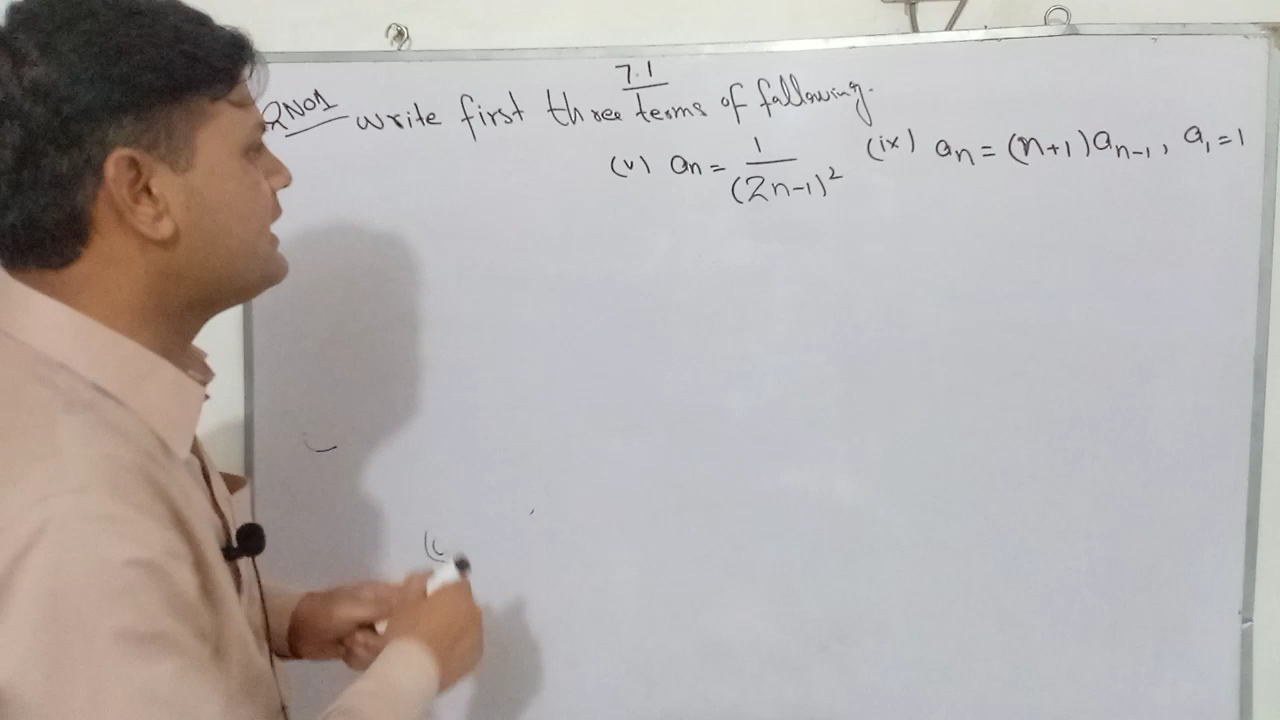 7.1
QNO1 write first three terms of following.
(v) an = 1/(2n-1)² (ix) an = (n+1)an-1, a1 = 1